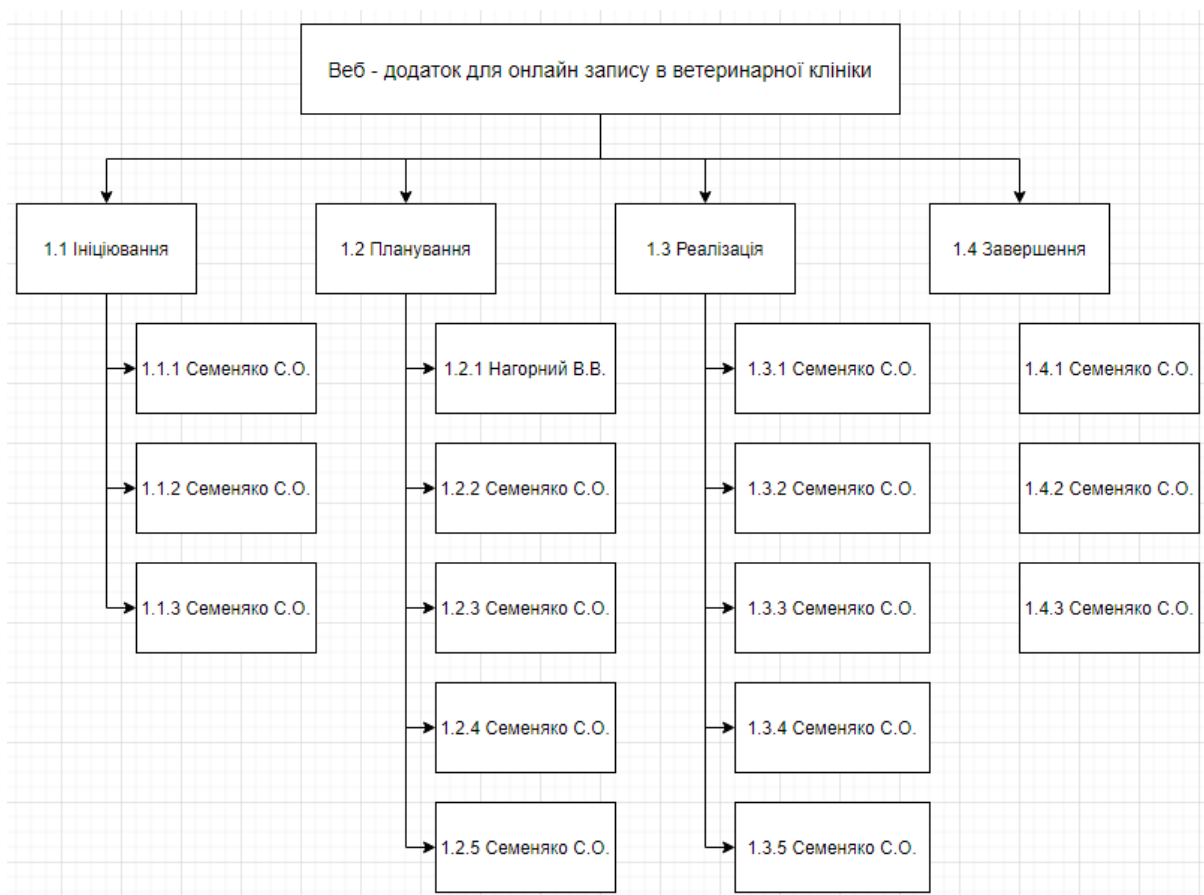 Веб - додаток для онлайн запису в ветеринарної клініки
1.1 Ініціювання
1.2 Планування
1.3 Реалізація
1.4 Завершення
1.1.1 Семеняко С.О.
1.2.1 Нагорний В.В.
1.3.1 Семеняко С.О.
1.4.1 Семеняко С.О.
1.1.2 Семеняко С.О.
1.2.2 Семеняко С.О.
1.3.2 Семеняко С.О.
1.4.2 Семеняко С.О.
1.1.3 Семеняко С.О.
1.2.3 Семеняко С.О.
1.3.3 Семеняко С.О.
1.4.3 Семеняко С.О.
1.2.4 Семеняко С.О.
1.3.4 Семеняко С.О.
1.2.5 Семеняко С.О.
1.3.5 Семеняко С.О.